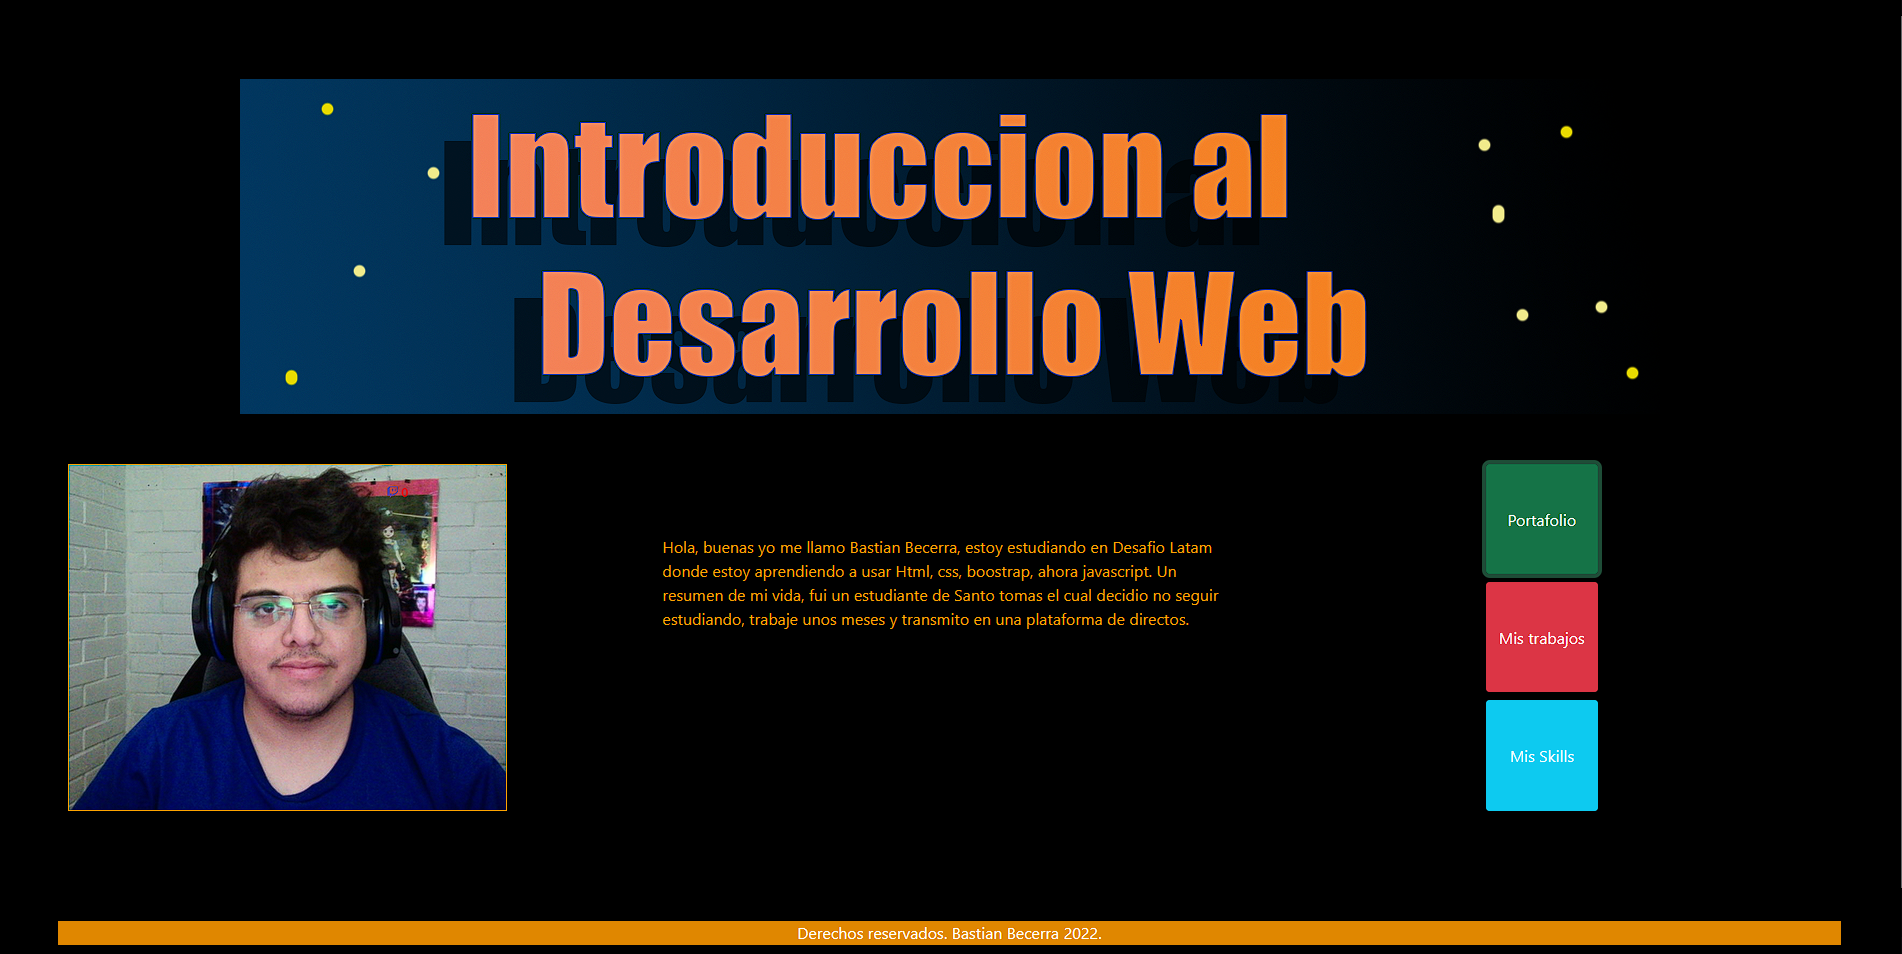 Introduccion al
Desarrollo Web
Hola, buenas yo me llamo Bastian Becerra, estoy estudiando en Desafio Latam
donde estoy aprendiendo a usar Html, css, boostrap, ahora javascript. Un
resumen de mi vida, fui un estudiante de Santo tomas el cual decidio no seguir
estudiando, trabaje unos meses y transmito en una plataforma de directos.
Portafolio
Mis trabajos
Mis Skills
Derechos reservados. Bastian Becerra 2022.